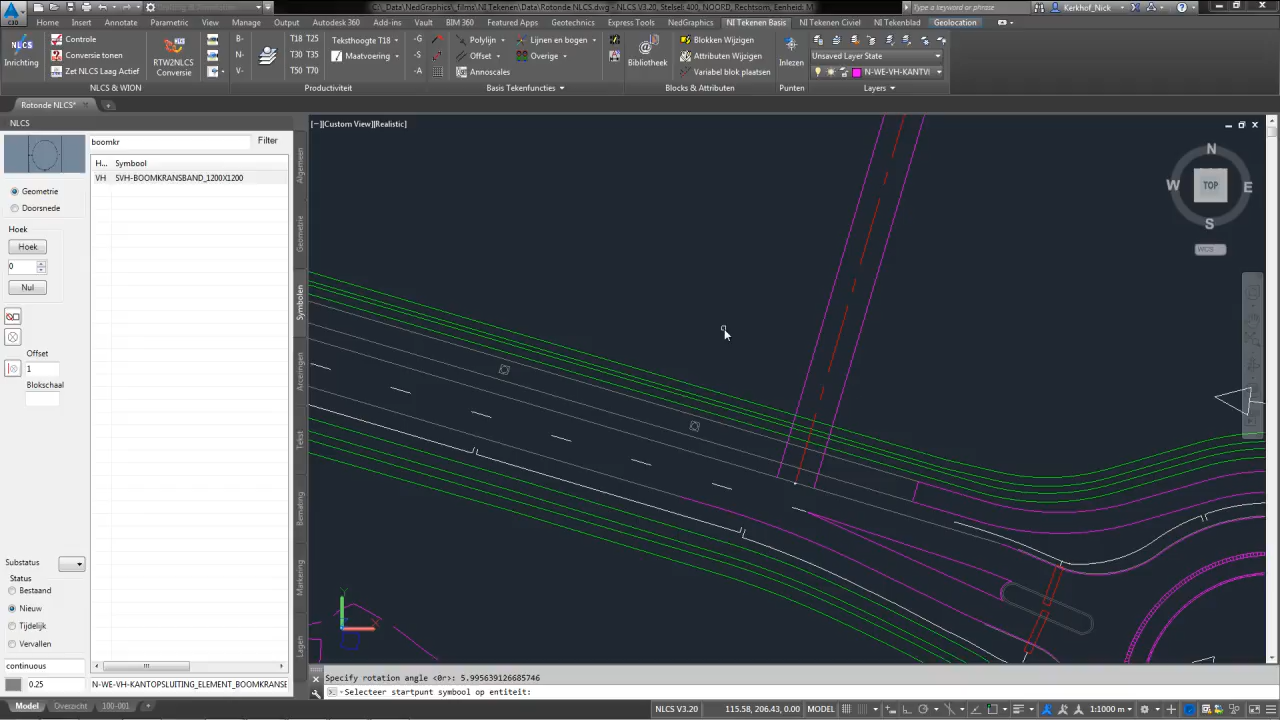 C:\_Data\NedGraphics\_films\NI Tekenen\Data\Rotonde NLCS.dwg - NLCS V3.20, Stelsel: 400, NOORD, Rechtsom, Eenheid: M
Type a keyword or phrase
Kerkhof_Nick
Home Insert Annotate Parametric View Manage Output Autodesk 360 Add-ins Vault BIM 360 Featured Apps Express Tools Geotechnics NedGraphics NI Tekenen Basis NI Tekenen Civiel NI Tekenblad Geolocation
NLCS
Inrichting
Controle
Conversie tonen
Zet NLCS Laag Actief
RTW2NLCS
Conversie
NLCS & WION
B-
S-
V-
T18 T25
T30 T35
T50 T70
Teksthoogte T18
Maatvoering
-G
-S
-A
Productiviteit
Polylijn
Offset
Annoscales
Lijnen en bogen
Overige
Basis Tekenfuncties
Bibliotheek
Blokken Wijzigen
Attributen Wijzigen
Variabel blok plaatsen
Blocks & Attributen
Inlezen
Punten
Unsaved Layer State
N-WE-VH-KANTVI
Layers
Rotonde NLCS*
NLCS
boomkr
Filter
H... Symbool
VH SVH-BOOMKRANSBAND_1200X1200
Geometrie
Doorsnede
Hoek
Hoek
0
Nul
Offset
1
Blokschaal
Substatus
Status
Bestaand
Nieuw
Tijdelijk
Vervallen
continuous
0.25
N-WE-VH-KANTOPSLUITING_ELEMENT_BOOMKRANSE
Algemeen
Geometrie
Symbolen
Arceringen
Tekst
Bemating
Markering
Lagen
[−][Custom View][Realistic]
N
W
TOP
E
S
WCS
Y
X
Specify rotation angle <0r>: 5.995639126685746
-Selecteer startpunt symbool op entiteit:
Model Overzicht 100-001 +
NLCS V3.20
115.58, 206.43, 0.00
MODEL
1:1000 m